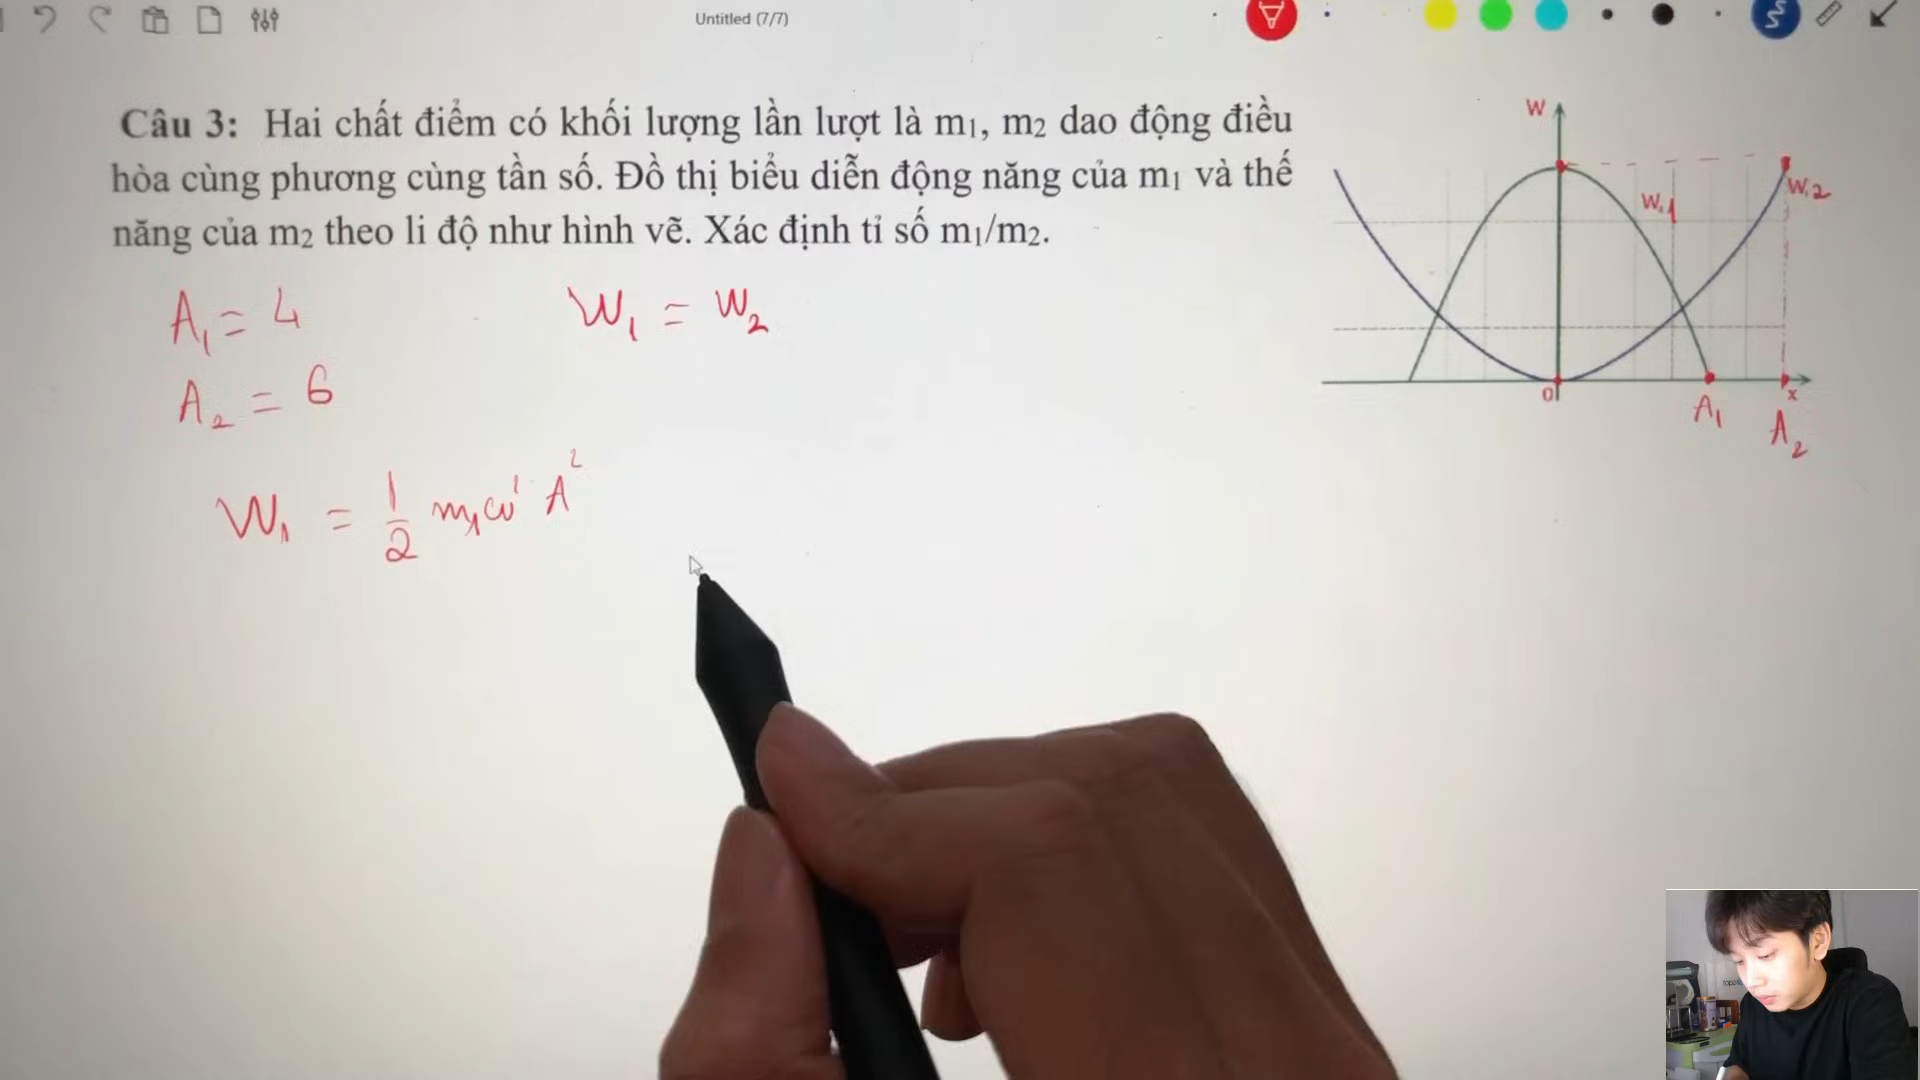 Untitled (7/7)
Câu 3: Hai chất điểm có khối lượng lần lượt là m₁, m₂ dao động điều
hòa cùng phương cùng tần số. Đồ thị biểu diễn động năng của m₁ và thế
năng của m₂ theo li độ như hình vẽ. Xác định tỉ số m₁/m₂.
A₁ = 4
W₁ = W₂
A₂ = 6
W₁ = 1/2 m₁ω² A²
W
W₁
W₂
0
x
A₁
A₂